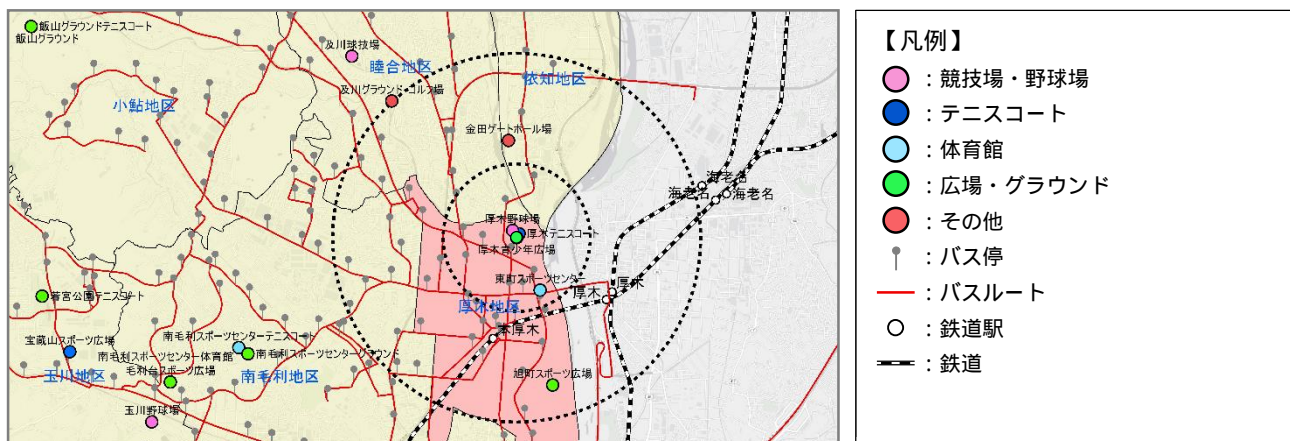 飯山グラウンドテニスコート
飯山グラウンド
及川球技場
睦合地区
依知地区
及川グラウンド・ゴルフ場
小鮎地区
金田ゲートボール場
海老名
海老名
海老名
厚木野球場
厚木テニスコート
厚木青少年広場
東町スポーツセンター
厚木
厚木
厚木地区
若宮公園テニスコート
本厚木
宝蔵山スポーツ広場
南毛利スポーツセンターテニスコート
南毛利スポーツセンター体育館
南毛利スポーツセンターグラウンド
毛利台スポーツ広場
玉川地区
南毛利地区
旭町スポーツ広場
玉川野球場
【凡例】
：競技場・野球場
：テニスコート
：体育館
：広場・グラウンド
：その他
：バス停
：バスルート
：鉄道駅
：鉄道